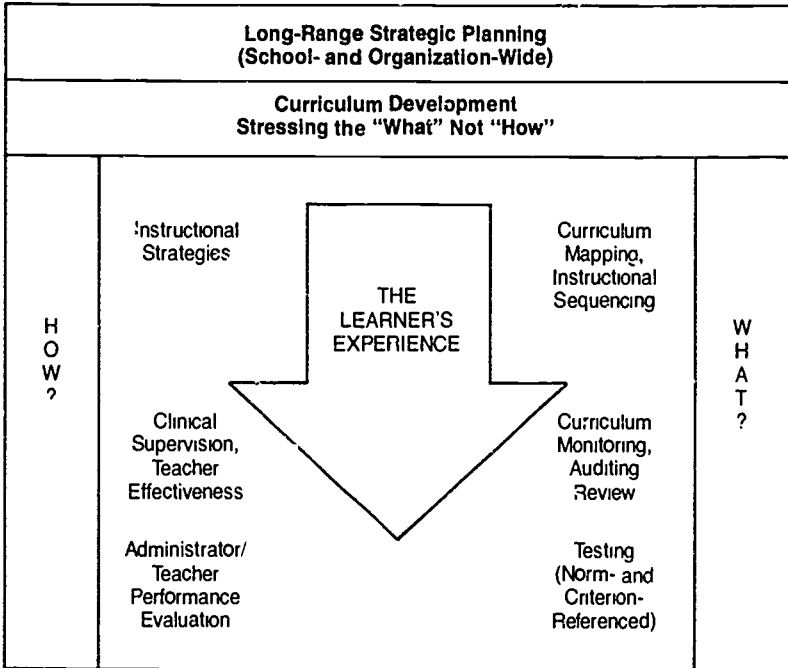 Long-Range Strategic Planning
(School- and Organization-Wide)
Curriculum Development
Stressing the "What" Not "How"
HOW?
Instructional
Strategies
Clinical
Supervision,
Teacher
Effectiveness
Administrator/
Teacher
Performance
Evaluation
THE
LEARNER'S
EXPERIENCE
Curriculum
Mapping,
Instructional
Sequencing
Curriculum
Monitoring,
Auditing
Review
Testing
(Norm- and
Criterion-
Referenced)
WHAT?